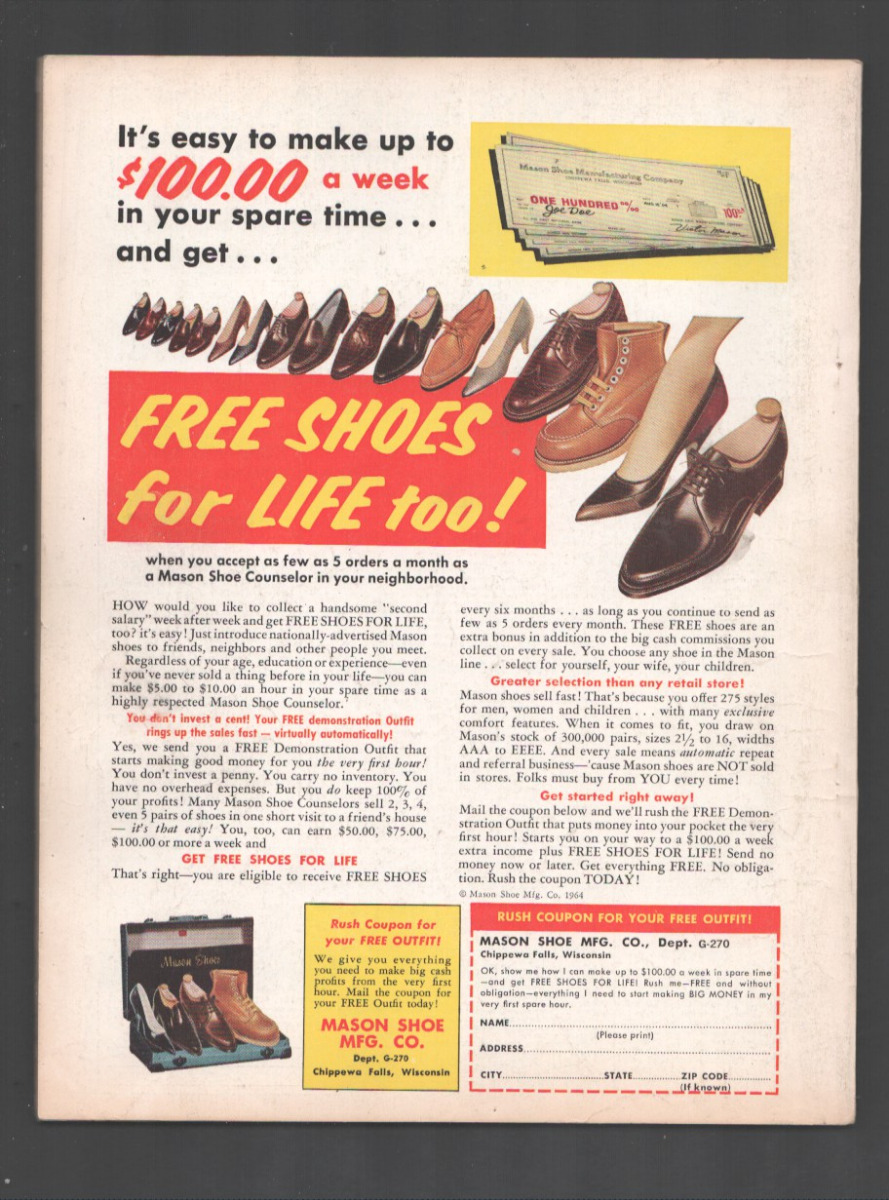 It's easy to make up to
$100.00 a week
in your spare time . . .
and get . . .
Mason Shoe Manufacturing Company
CHIPPEWA FALLS, WISCONSIN
ONE HUNDRED 00/00
100.00
Joe Doe
Victor Mason
FREE SHOES
for LIFE too!
when you accept as few as 5 orders a month as
a Mason Shoe Counselor in your neighborhood.
HOW would you like to collect a handsome "second
salary" week after week and get FREE SHOES FOR LIFE,
too? it's easy! Just introduce nationally-advertised Mason
shoes to friends, neighbors and other people you meet.
Regardless of your age, education or experience—even
if you've never sold a thing before in your life—you can
make $5.00 to $10.00 an hour in your spare time as a
highly respected Mason Shoe Counselor.
You don't invest a cent! Your FREE demonstration Outfit
rings up the sales fast — virtually automatically!
Yes, we send you a FREE Demonstration Outfit that
starts making good money for you the very first hour!
You don't invest a penny. You carry no inventory. You
have no overhead expenses. But you do keep 100% of
your profits! Many Mason Shoe Counselors sell 2, 3, 4,
even 5 pairs of shoes in one short visit to a friend's house
— it's that easy! You, too, can earn $50.00, $75.00,
$100.00 or more a week and
GET FREE SHOES FOR LIFE
That's right—you are eligible to receive FREE SHOES
every six months . . . as long as you continue to send as
few as 5 orders every month. These FREE shoes are an
extra bonus in addition to the big cash commissions you
collect on every sale. You choose any shoe in the Mason
line . . . select for yourself, your wife, your children.
Greater selection than any retail store!
Mason shoes sell fast! That's because you offer 275 styles
for men, women and children . . . with many exclusive
comfort features. When it comes to fit, you draw on
Mason's stock of 300,000 pairs, sizes 2½ to 16, widths
AAA to EEEE. And every sale means automatic repeat
and referral business—'cause Mason shoes are NOT sold
in stores. Folks must buy from YOU every time!
Get started right away!
Mail the coupon below and we'll rush the FREE Demon-
stration Outfit that puts money into your pocket the very
first hour! Starts you on your way to a $100.00 a week
extra income plus FREE SHOES FOR LIFE! Send no
money now or later. Get everything FREE. No obliga-
tion. Rush the coupon TODAY!
© Mason Shoe Mfg. Co. 1964
Mason Shoes
Rush Coupon for
your FREE OUTFIT!
We give you everything
you need to make big cash
profits from the very first
hour. Mail the coupon for
your FREE Outfit today!
MASON SHOE
MFG. CO.
Dept. G-270
Chippewa Falls, Wisconsin
RUSH COUPON FOR YOUR FREE OUTFIT!
MASON SHOE MFG. CO., Dept. G-270
Chippewa Falls, Wisconsin
OK, show me how I can make up to $100.00 a week in spare time
—and get FREE SHOES FOR LIFE! Rush me—FREE and without
obligation—everything I need to start making BIG MONEY in my
very first spare hour.
NAME
(Please print)
ADDRESS
CITY STATE ZIP CODE
(If known)